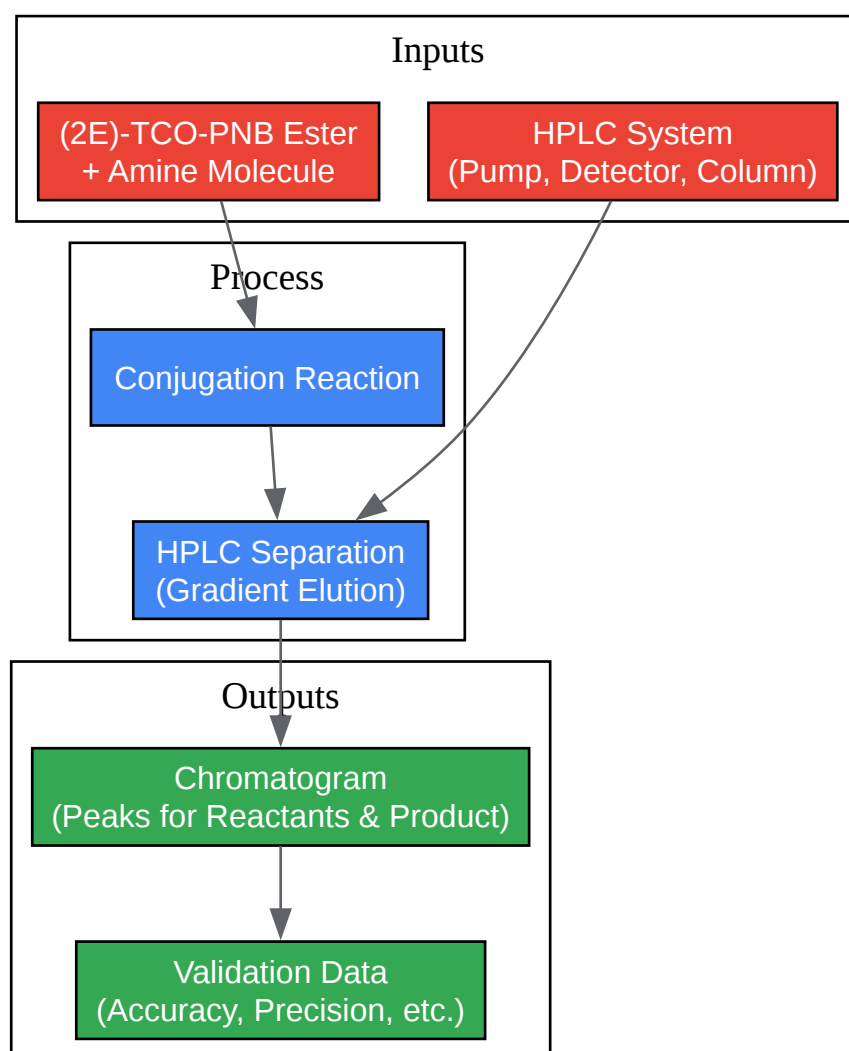 Inputs
(2E)-TCO-PNB Ester
+ Amine Molecule
HPLC System
(Pump, Detector, Column)
Process
Conjugation Reaction
HPLC Separation
(Gradient Elution)
Outputs
Chromatogram
(Peaks for Reactants & Product)
Validation Data
(Accuracy, Precision, etc.)